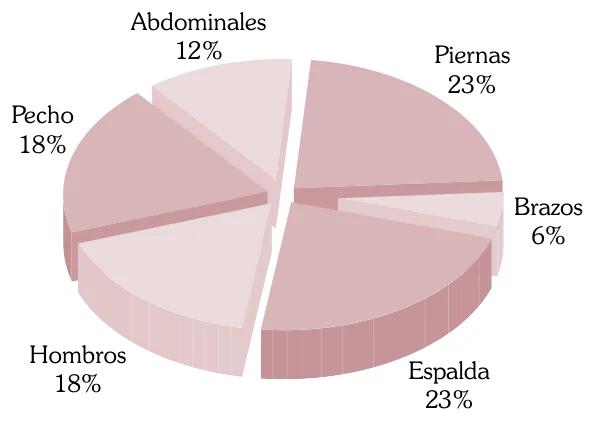 Abdominales
12%
Piernas
23%
Pecho
18%
Brazos
6%
Hombros
18%
Espalda
23%